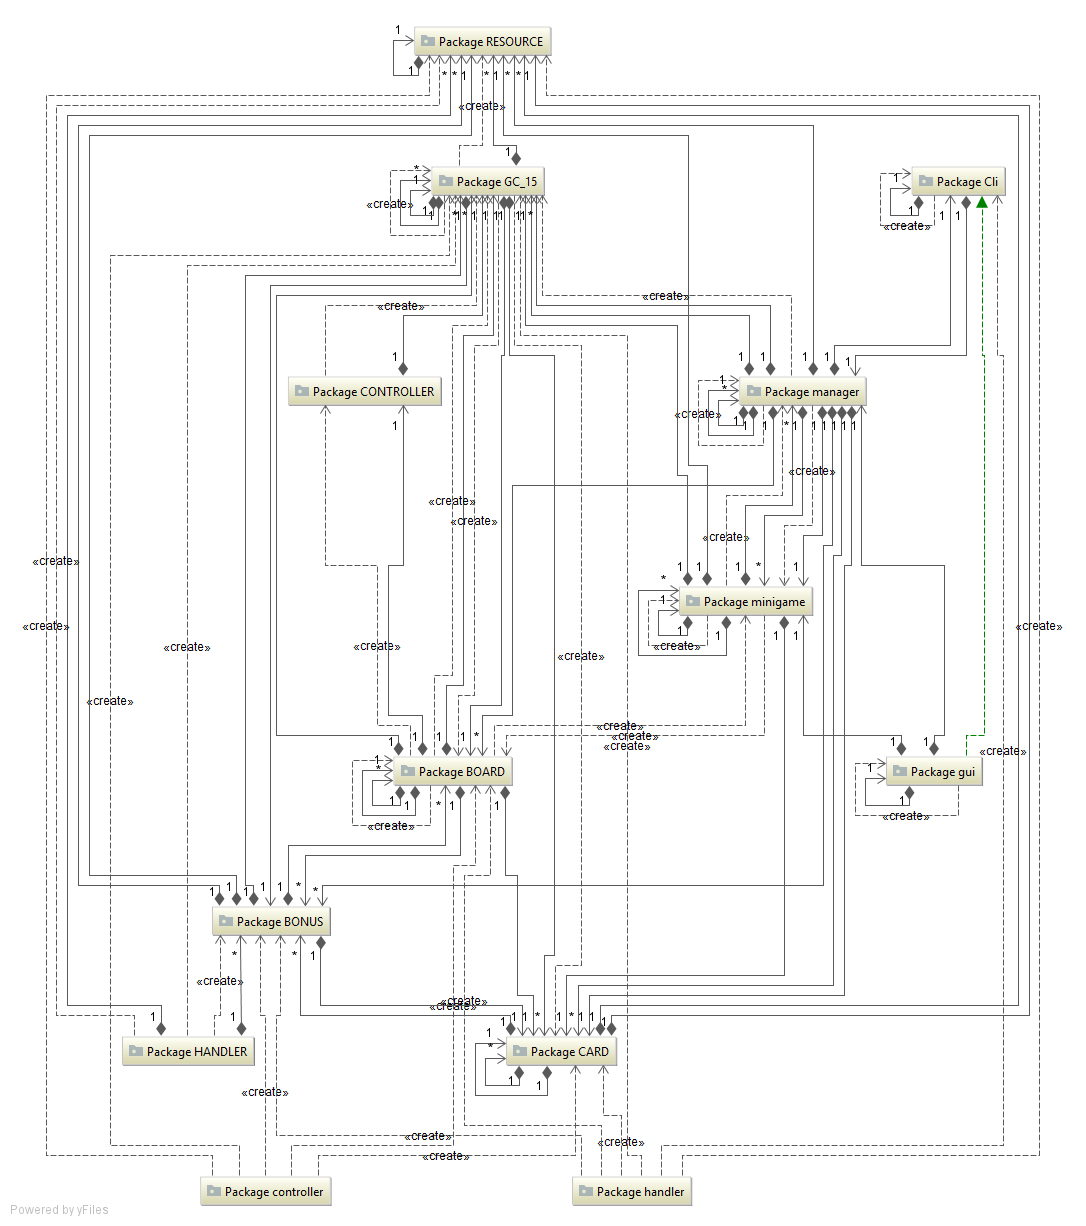 Package RESOURCE
«create»
Package GC_15
Package Cli
«create»
«create»
«create»
«create»
Package CONTROLLER
Package manager
«create»
«create»
«create»
«create»
«create»
«create»
Package minigame
«create»
«create»
«create»
«create»
«create»
«create»
«create»
«create»
«create»
«create»
«create»
Package BOARD
Package gui
«create»
«create»
Package BONUS
«create»
«create»
«create»
Package HANDLER
Package CARD
«create»
«create»
«create»
«create»
Package controller
Package handler
Powered by yFiles